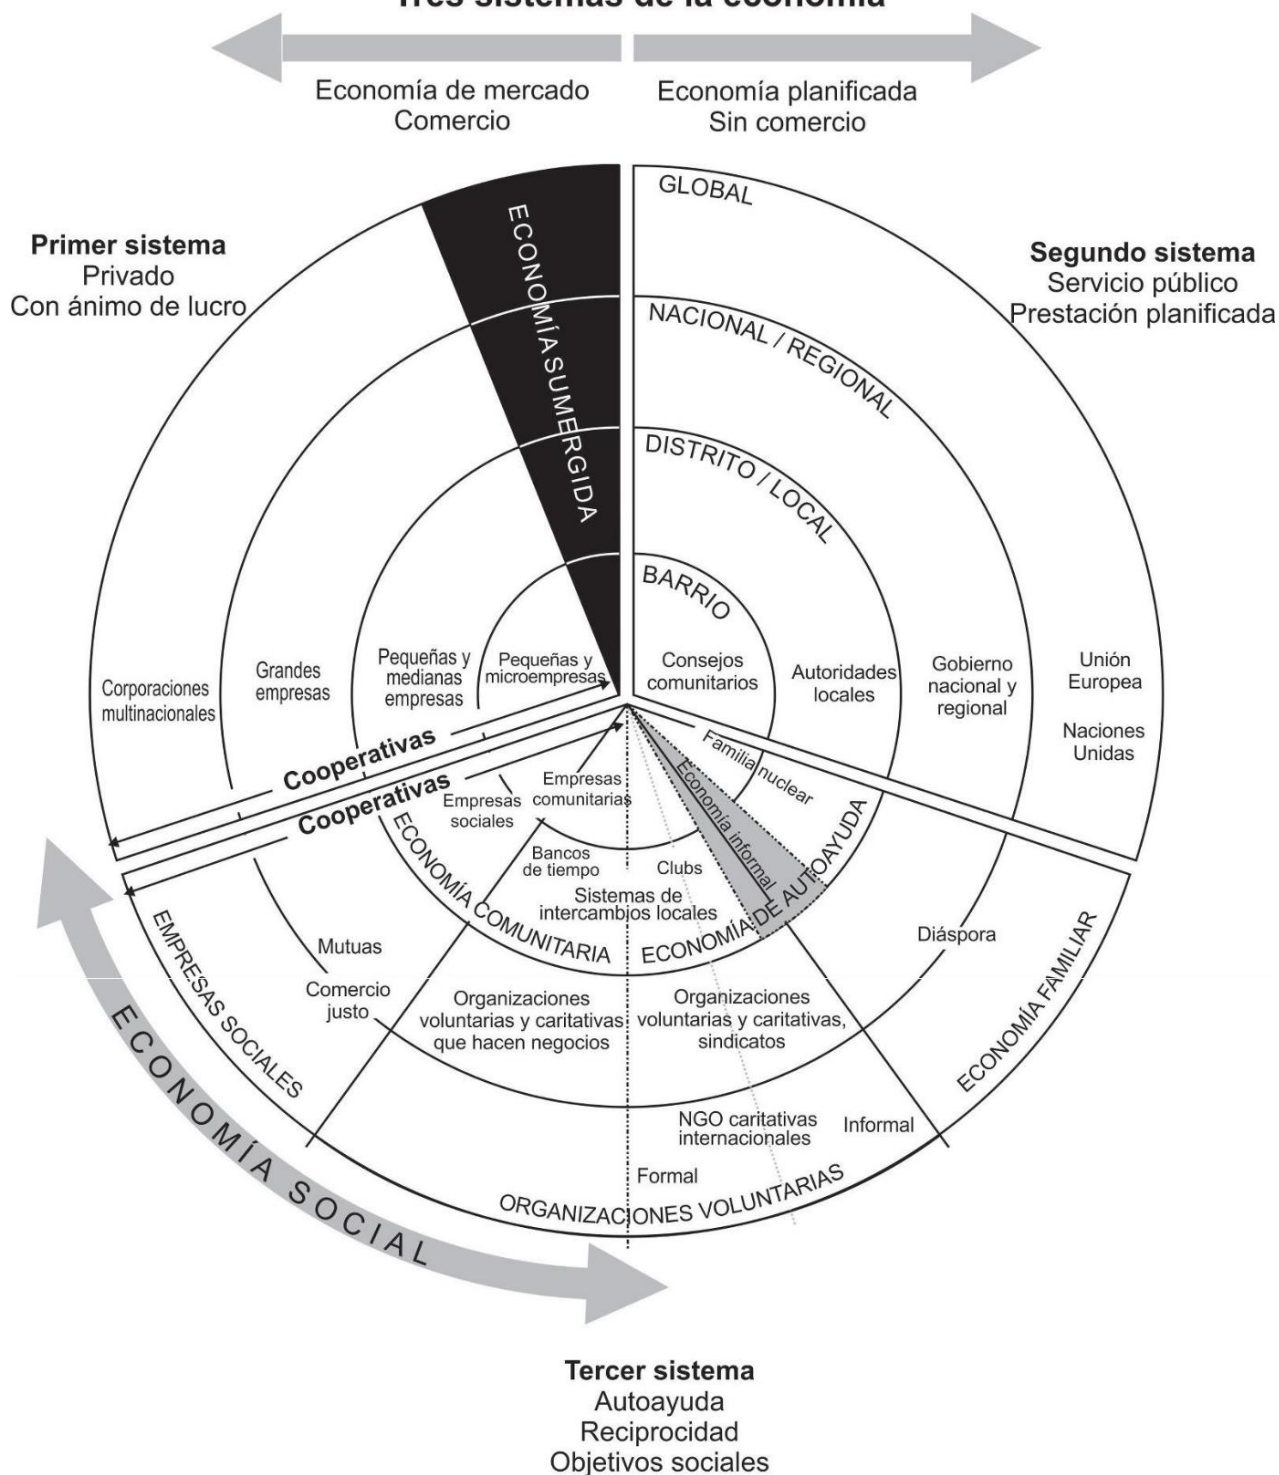 Tres sistemas de la economía
Economía de mercado
Comercio
Economía planificada
Sin comercio
Primer sistema
Privado
Con ánimo de lucro
Segundo sistema
Servicio público
Prestación planificada
ECONOMÍA SUMERGIDA
GLOBAL
NACIONAL / REGIONAL
DISTRITO / LOCAL
BARRIO
Corporaciones
multinacionales
Grandes
empresas
Pequeñas y
medianas
empresas
Pequeñas y
microempresas
Consejos
comunitarios
Autoridades
locales
Gobierno
nacional y
regional
Unión
Europea
Naciones
Unidas
Cooperativas
Cooperativas
Empresas
sociales
Empresas
comunitarias
Familia nuclear
Economía informal
Bancos
de tiempo
Clubs
Sistemas de
intercambios locales
ECONOMÍA COMUNITARIA
ECONOMÍA DE AUTOAYUDA
EMPRESAS SOCIALES
Mutuas
Comercio
justo
Organizaciones
voluntarias y caritativas
que hacen negocios
Organizaciones
voluntarias y caritativas,
sindicatos
Diáspora
ECONOMÍA FAMILIAR
NGO caritativas
internacionales
Informal
Formal
ORGANIZACIONES VOLUNTARIAS
ECONOMÍA SOCIAL
Tercer sistema
Autoayuda
Reciprocidad
Objetivos sociales